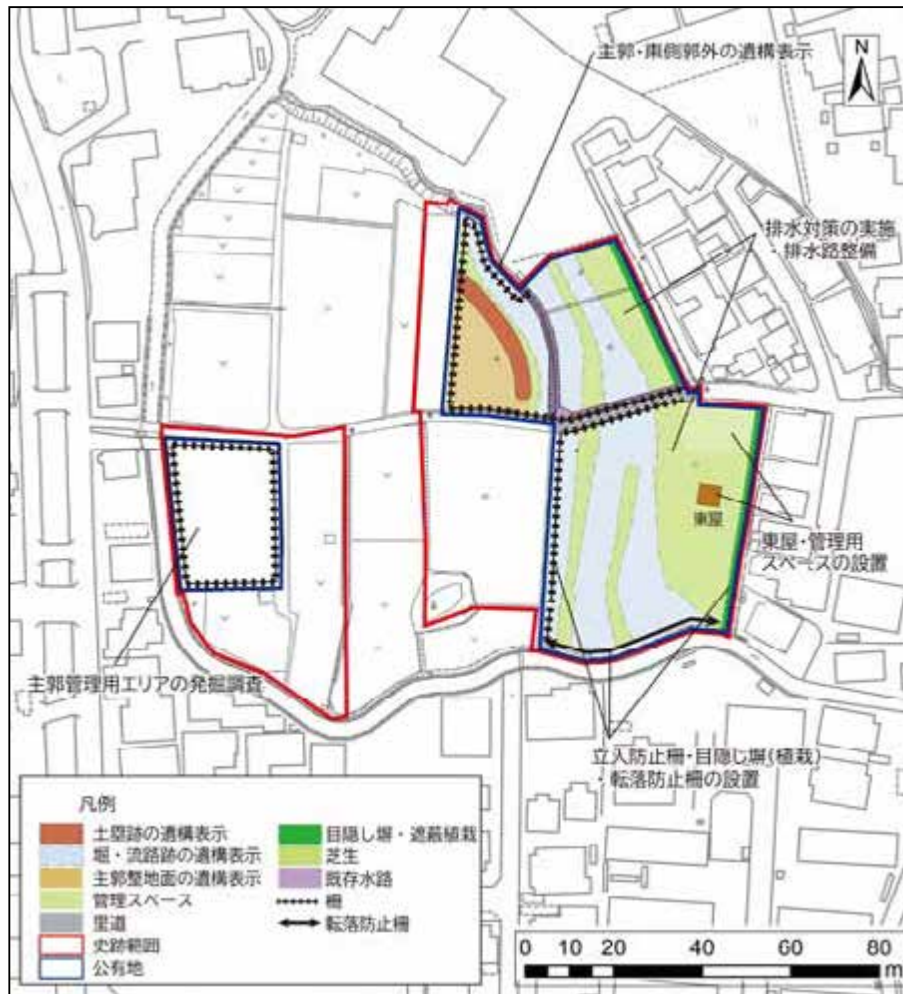 主郭・東側郭外の遺構表示
N
排水対策の実施
・排水路整備
東屋
東屋・管理用
スペースの設置
主郭管理用エリアの発掘調査
立入防止柵・目隠し塀(植栽)
・転落防止柵の設置
凡例
土塁跡の遺構表示
堀・流路跡の遺構表示
主郭整地面の遺構表示
管理スペース
里道
史跡範囲
公有地
目隠し塀・遮蔽植栽
芝生
既存水路
柵
転落防止柵
0 10 20 40 60 80
m